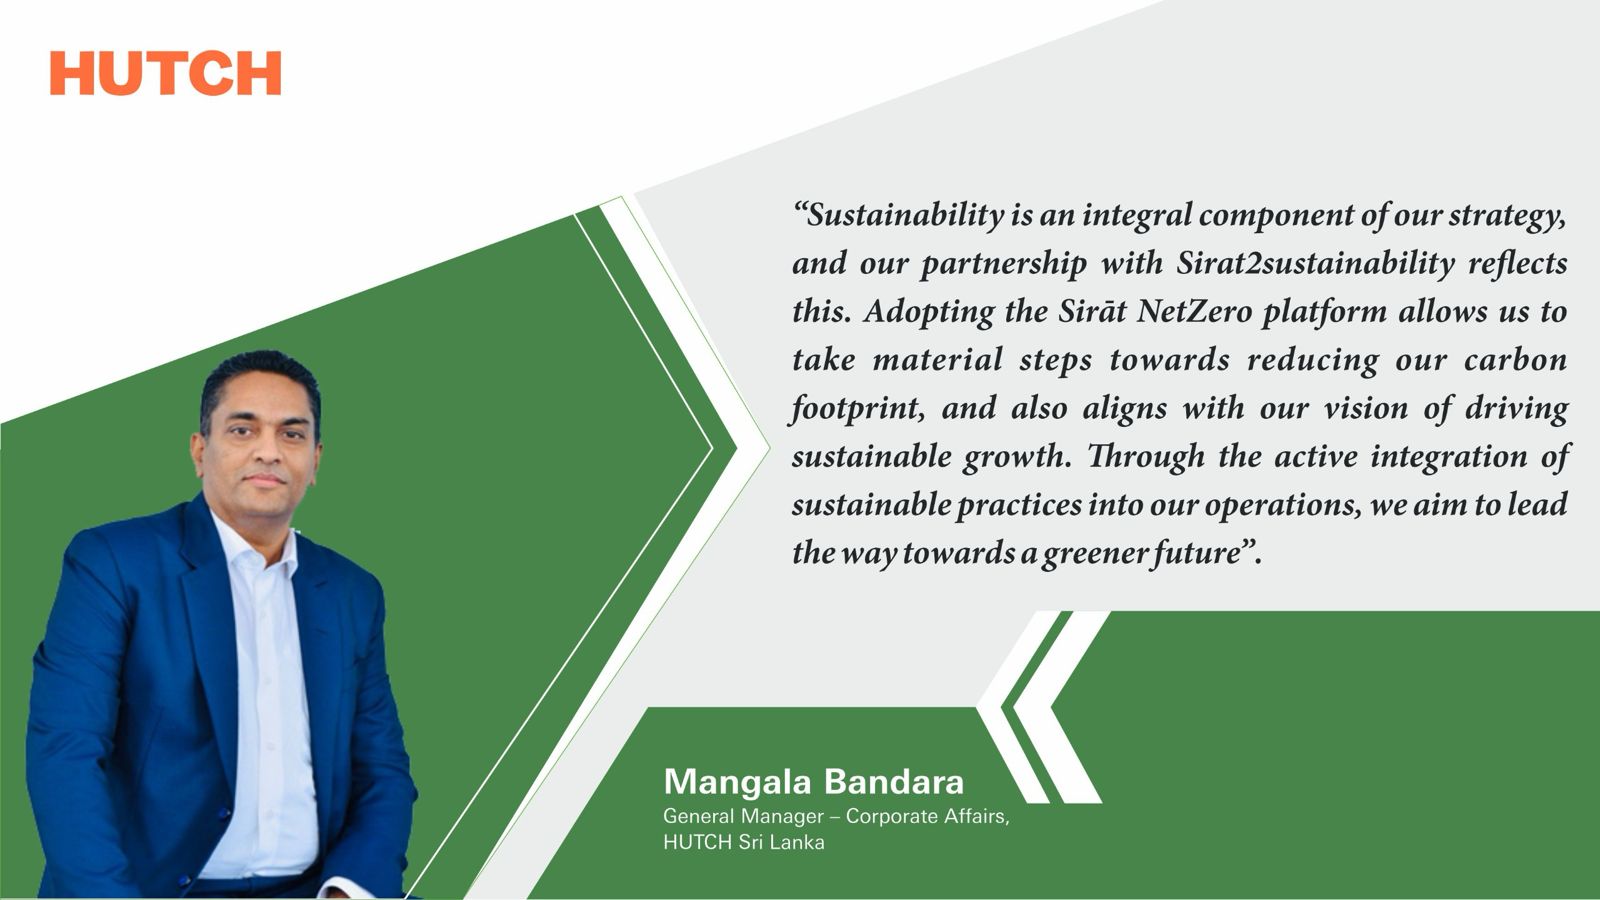 HUTCH
“Sustainability is an integral component of our strategy,
and our partnership with Sirat2sustainability reflects
this. Adopting the Sirāt NetZero platform allows us to
take material steps towards reducing our carbon
footprint, and also aligns with our vision of driving
sustainable growth. Through the active integration of
sustainable practices into our operations, we aim to lead
the way towards a greener future”.
Mangala Bandara
General Manager – Corporate Affairs,
HUTCH Sri Lanka